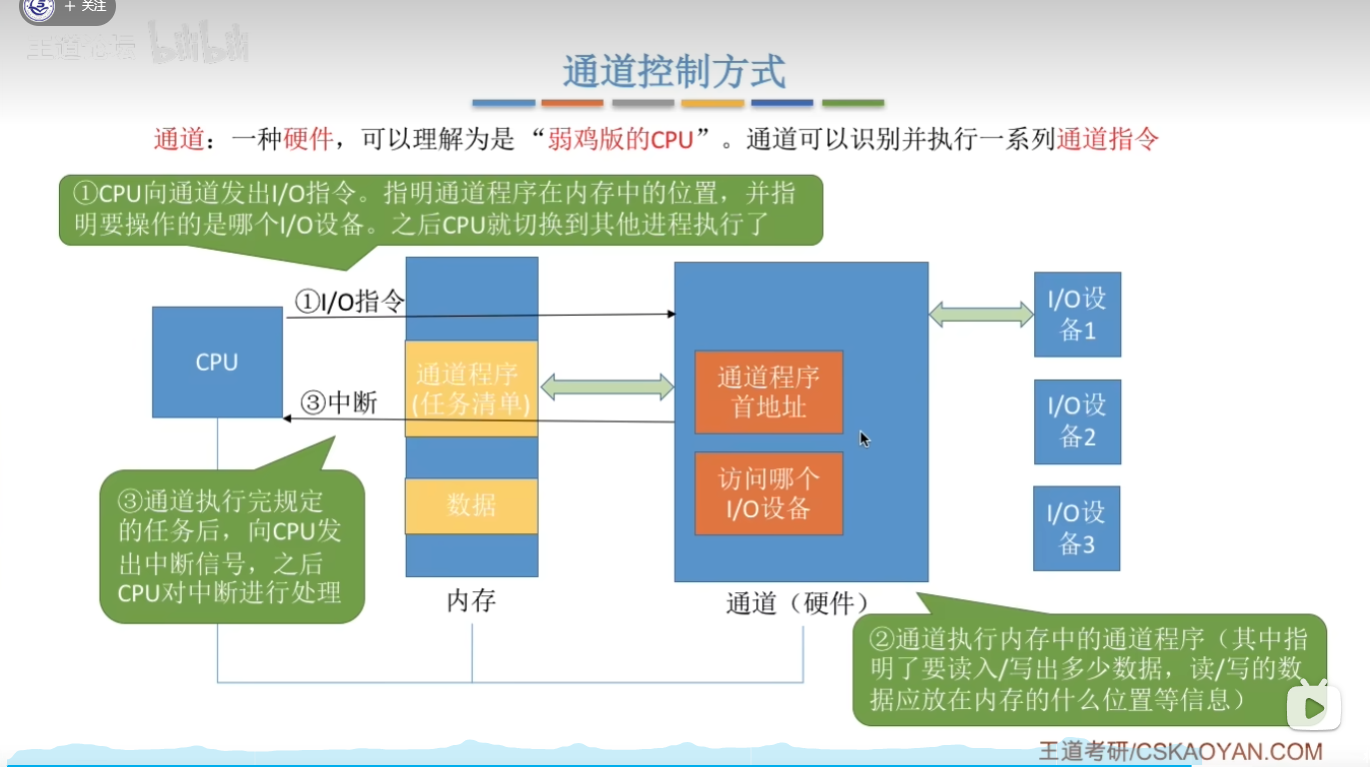 + 关注
王道论坛 bilibili
通道控制方式
通道：一种硬件，可以理解为是“弱鸡版的CPU”。通道可以识别并执行一系列通道指令
①CPU向通道发出I/O指令。指明通道程序在内存中的位置，并指
明要操作的是哪个I/O设备。之后CPU就切换到其他进程执行了
①I/O指令
CPU
通道程序
(任务清单)
③中断
数据
内存
通道程序
首地址
访问哪个
I/O设备
通道（硬件）
I/O设
备1
I/O设
备2
I/O设
备3
③通道执行完规定
的任务后，向CPU发
出中断信号，之后
CPU对中断进行处理
②通道执行内存中的通道程序（其中指
明了要读入/写出多少数据，读/写的数
据应放在内存的什么位置等信息）
王道考研/CSKAOYAN.COM